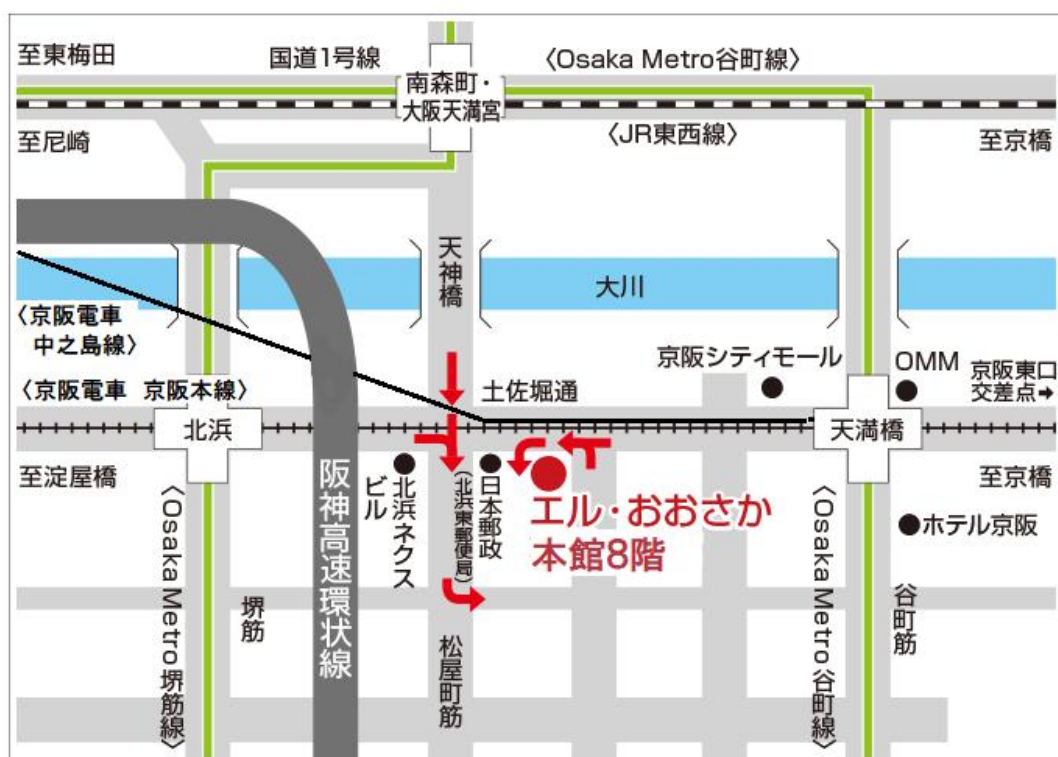 至東梅田
国道1号線
〈Osaka Metro谷町線〉
南森町・
大阪天満宮
至尼崎
〈JR東西線〉
至京橋
天神橋
大川
〈京阪電車
中之島線〉
京阪シティモール
OMM
京阪東口
交差点➡
〈京阪電車 京阪本線〉
土佐堀通
北浜
天満橋
至淀屋橋
至京橋
〈Osaka Metro堺筋線〉
堺筋
阪神高速環状線
北浜ネクス
ビル
日本郵政
(北浜東郵便局)
エル・おおさか
本館8階
〈Osaka Metro谷町線〉
ホテル京阪
谷町筋
松屋町筋